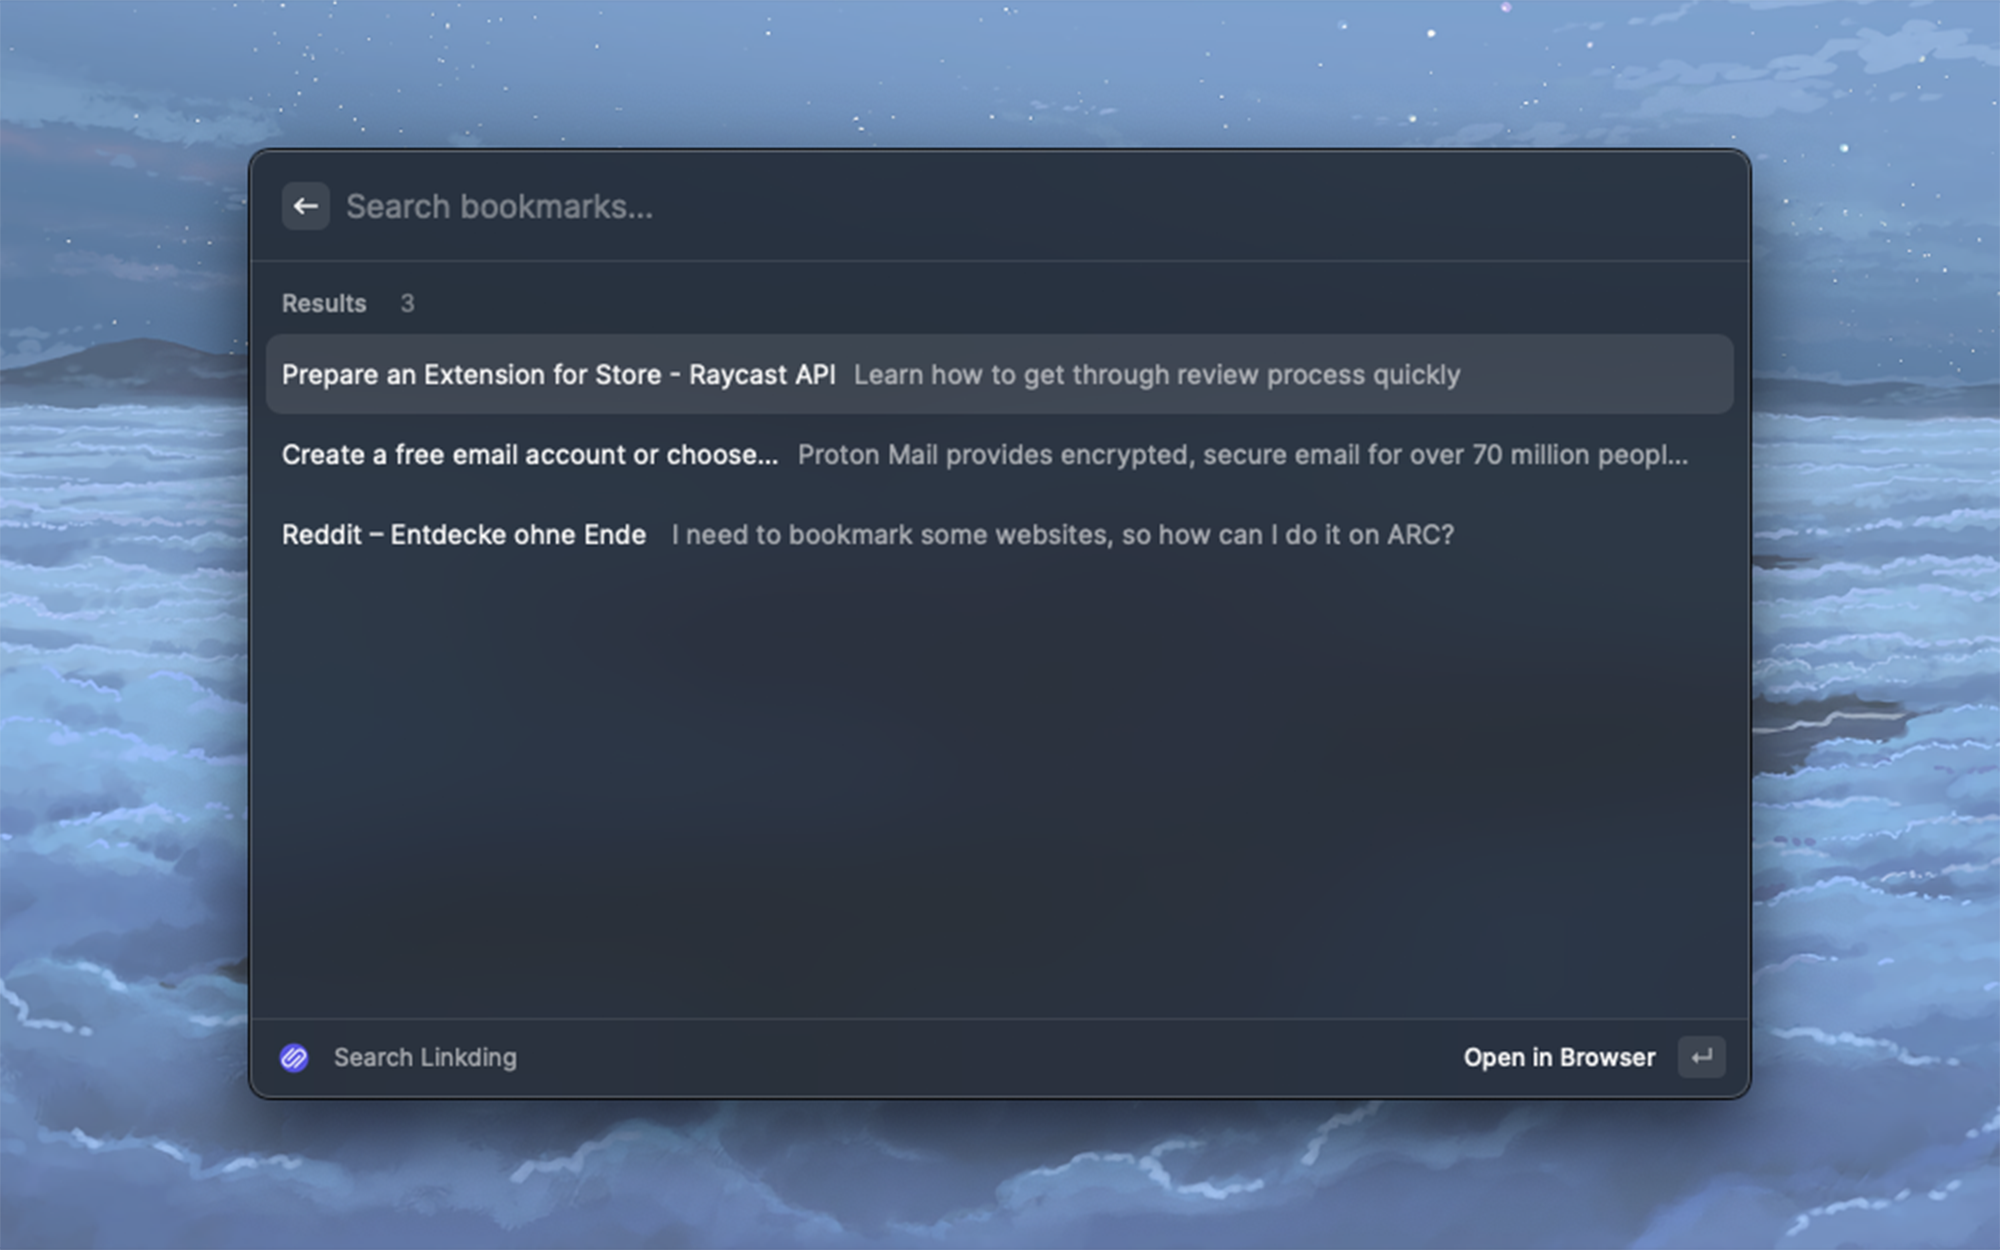 Search bookmarks...
Results 3
Prepare an Extension for Store - Raycast API Learn how to get through review process quickly
Create a free email account or choose... Proton Mail provides encrypted, secure email for over 70 million peopl...
Reddit – Entdecke ohne Ende I need to bookmark some websites, so how can I do it on ARC?
Search Linkding Open in Browser